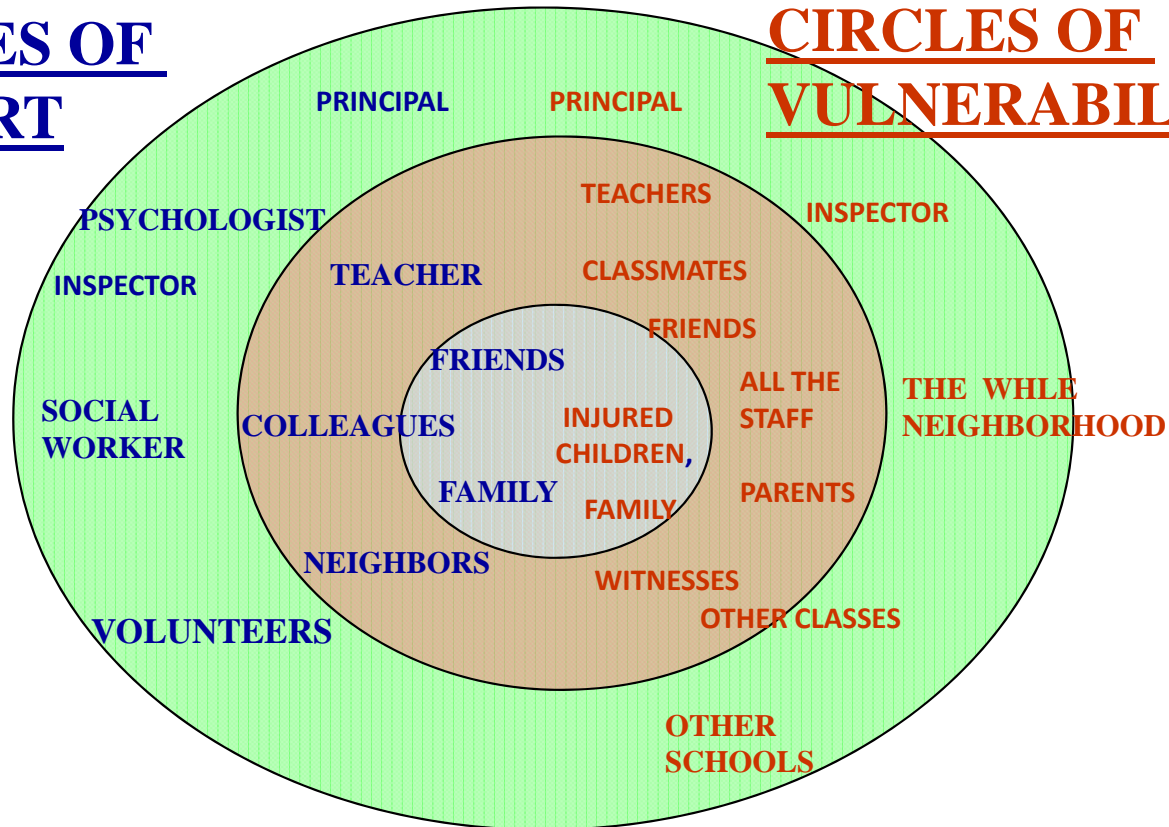 ES OF
RT
CIRCLES OF
VULNERABIL
PRINCIPAL
PRINCIPAL
TEACHERS
INSPECTOR
PSYCHOLOGIST
INSPECTOR
TEACHER
CLASSMATES
FRIENDS
FRIENDS
ALL THE
STAFF
THE WHLE
NEIGHBORHOOD
SOCIAL
WORKER
COLLEAGUES
INJURED
CHILDREN,
FAMILY
FAMILY
PARENTS
NEIGHBORS
WITNESSES
OTHER CLASSES
VOLUNTEERS
OTHER
SCHOOLS